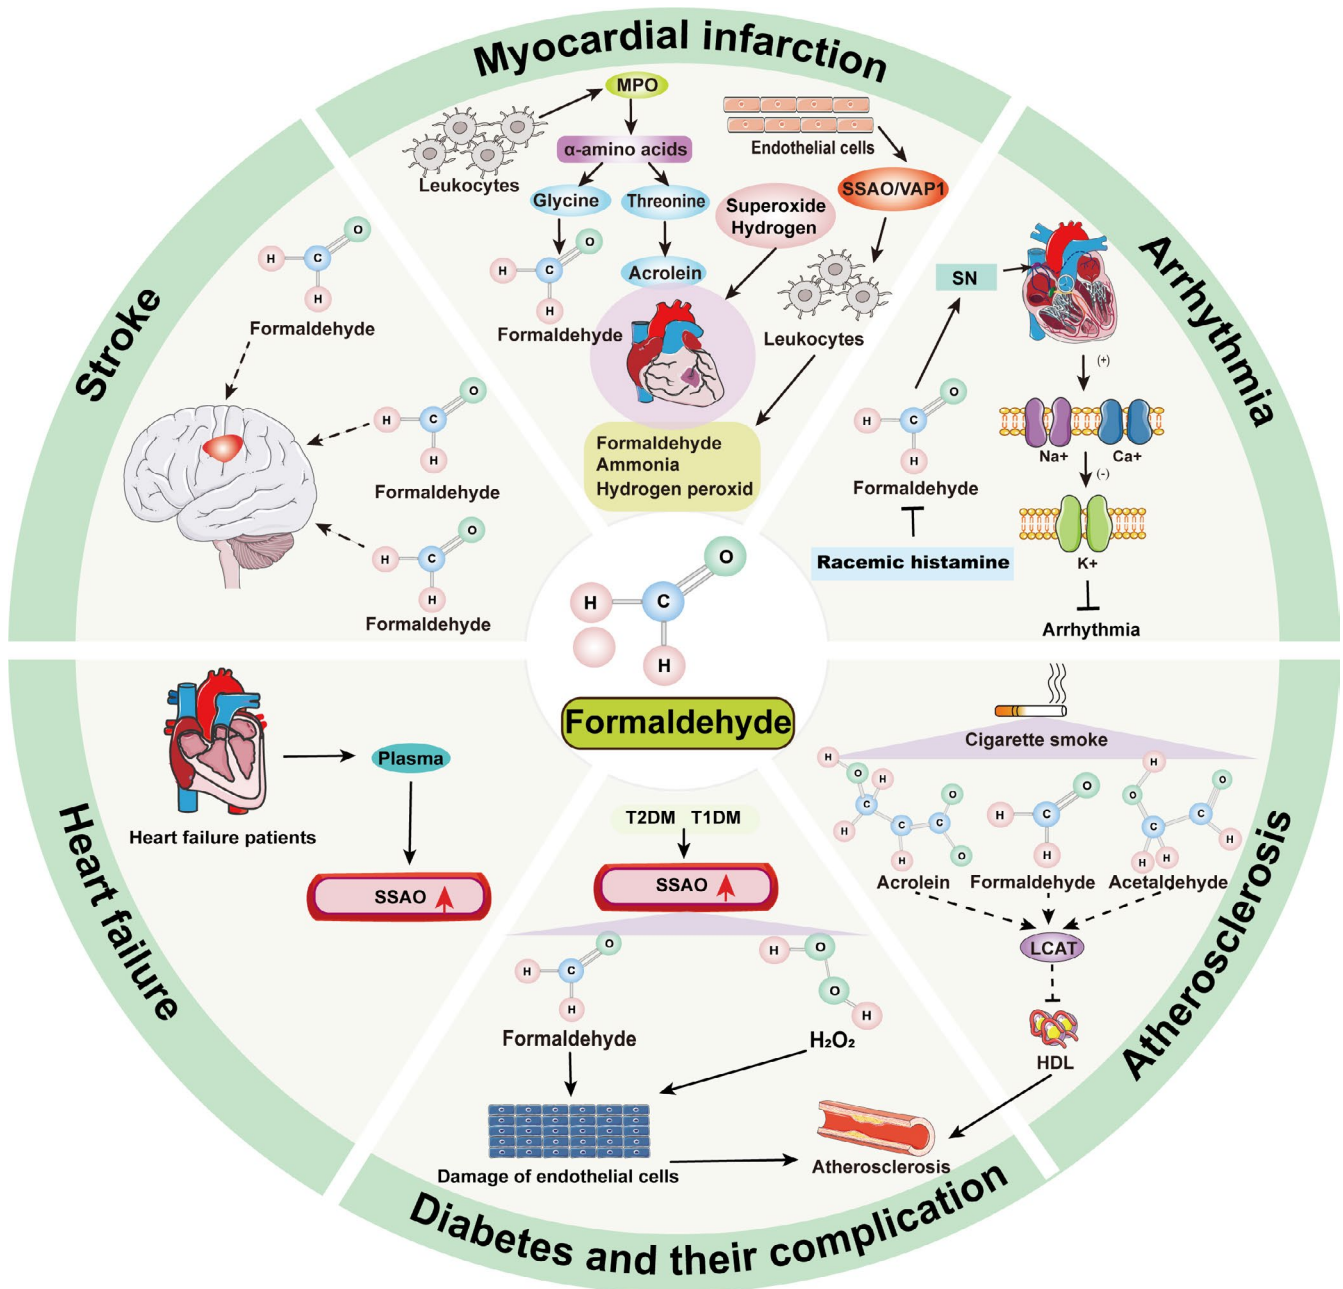 Myocardial infarction
MPO
Leukocytes
α-amino acids
Glycine
Threonine
O
H
C
H
Formaldehyde
Acrolein
Superoxide
Hydrogen
Endothelial cells
SSAO/VAP1
Leukocytes
Formaldehyde
Ammonia
Hydrogen peroxid
Arrhythmia
SN
(+)
Na+
Ca+
(-)
K+
Arrhythmia
O
H
C
H
Formaldehyde
Racemic histamine
Stroke
O
H
C
H
Formaldehyde
O
H
C
H
Formaldehyde
O
H
C
H
Formaldehyde
O
H
C
H
Formaldehyde
Heart failure
Heart failure patients
Plasma
SSAO
Diabetes and their complication
T2DM T1DM
SSAO
O
H
C
H
Formaldehyde
H
O
O
H
H₂O₂
Damage of endothelial cells
Atherosclerosis
Atherosclerosis
Cigarette smoke
H
O
H
C
H
C
C
O
O
H
Acrolein
O
H
C
H
Formaldehyde
H
O
O
C
C
H
H
H
Acetaldehyde
LCAT
HDL